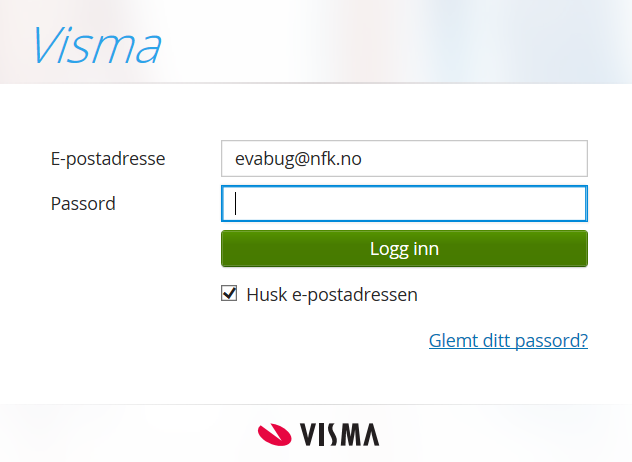 Visma
E-postadresse
evabug@nfk.no
Passord
Logg inn
Husk e-postadressen
Glemt ditt passord?
VISMA